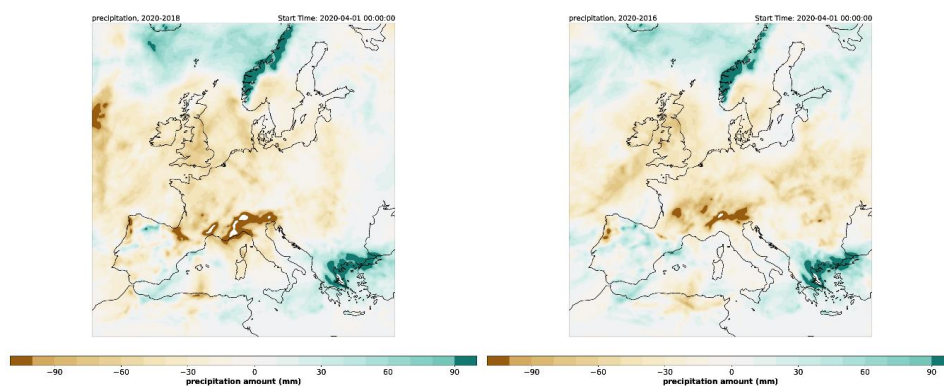 precipitation, 2020-2018 Start Time: 2020-04-01 00:00:00
−90 −60 −30 0 30 60 90
precipitation amount (mm)
precipitation, 2020-2016 Start Time: 2020-04-01 00:00:00
−90 −60 −30 0 30 60 90
precipitation amount (mm)